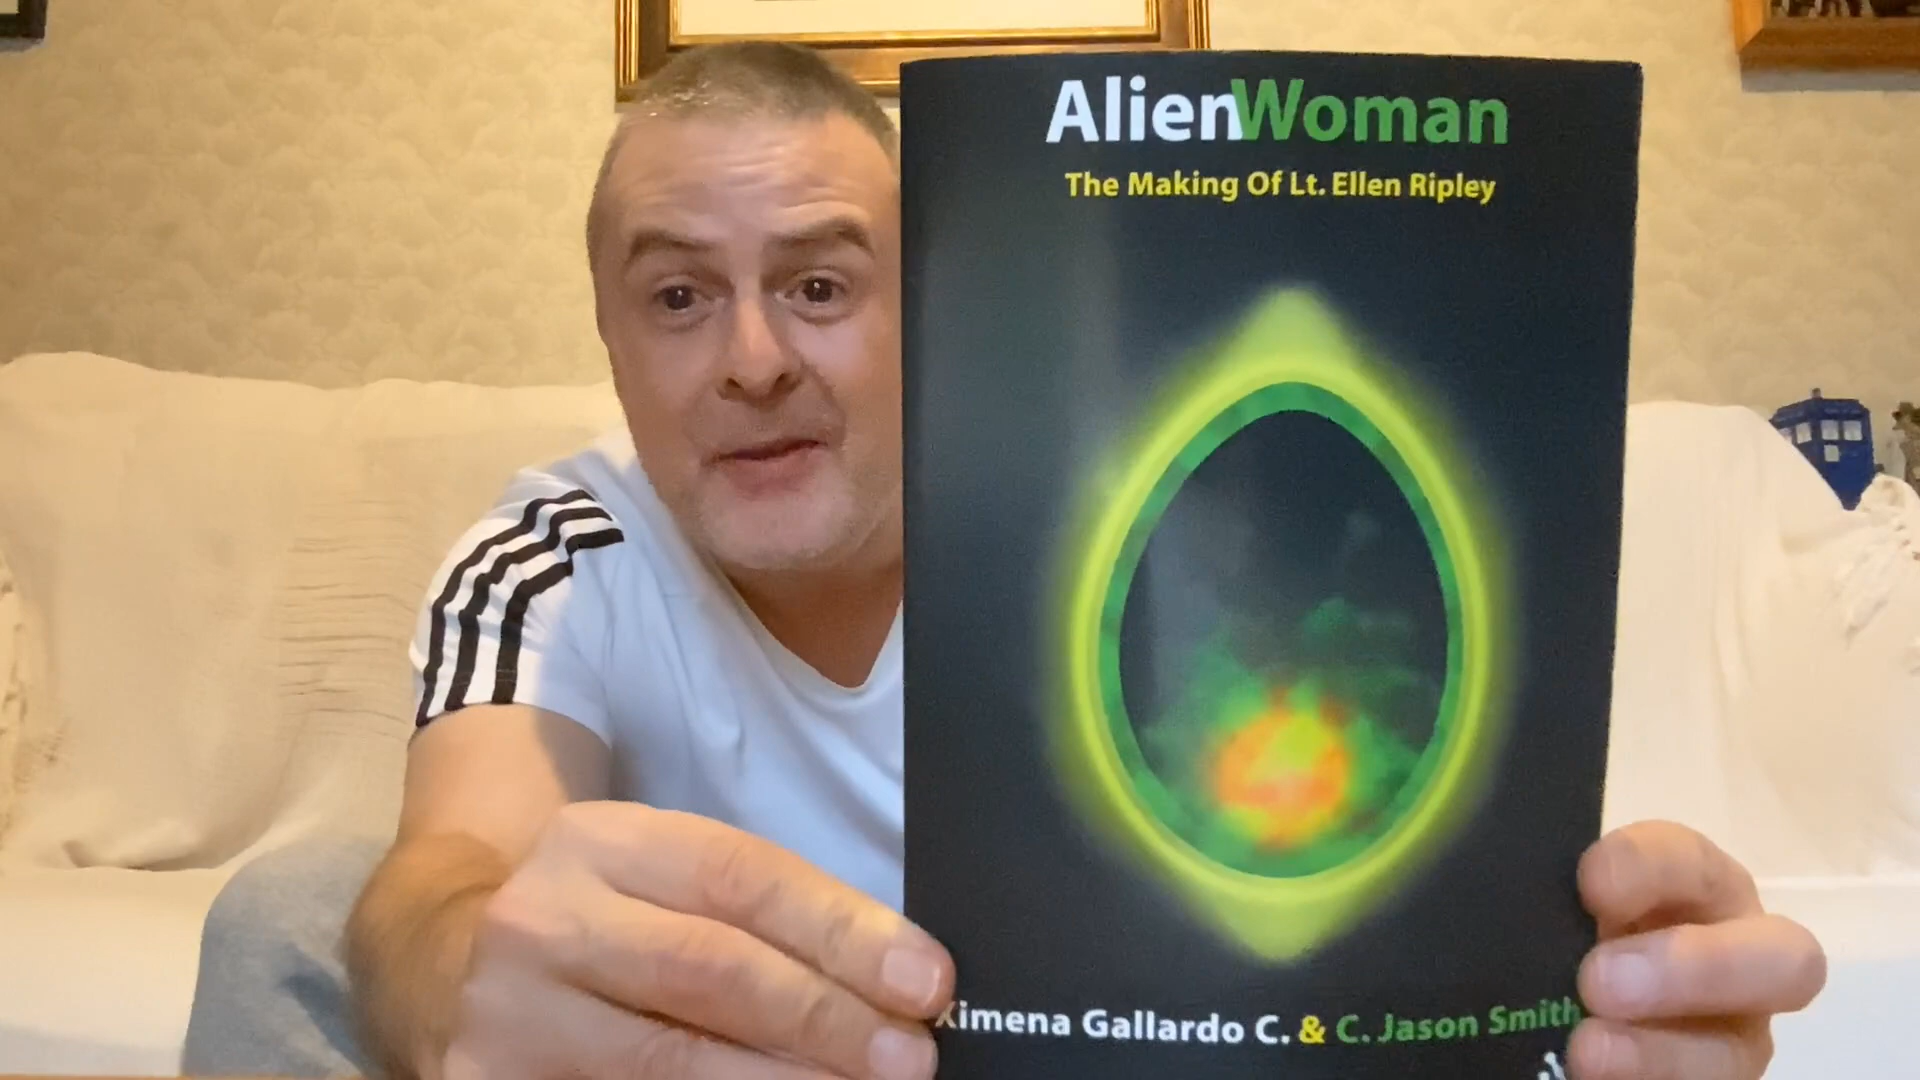 AlienWoman
The Making Of Lt. Ellen Ripley
Ximena Gallardo C. & C. Jason Smith